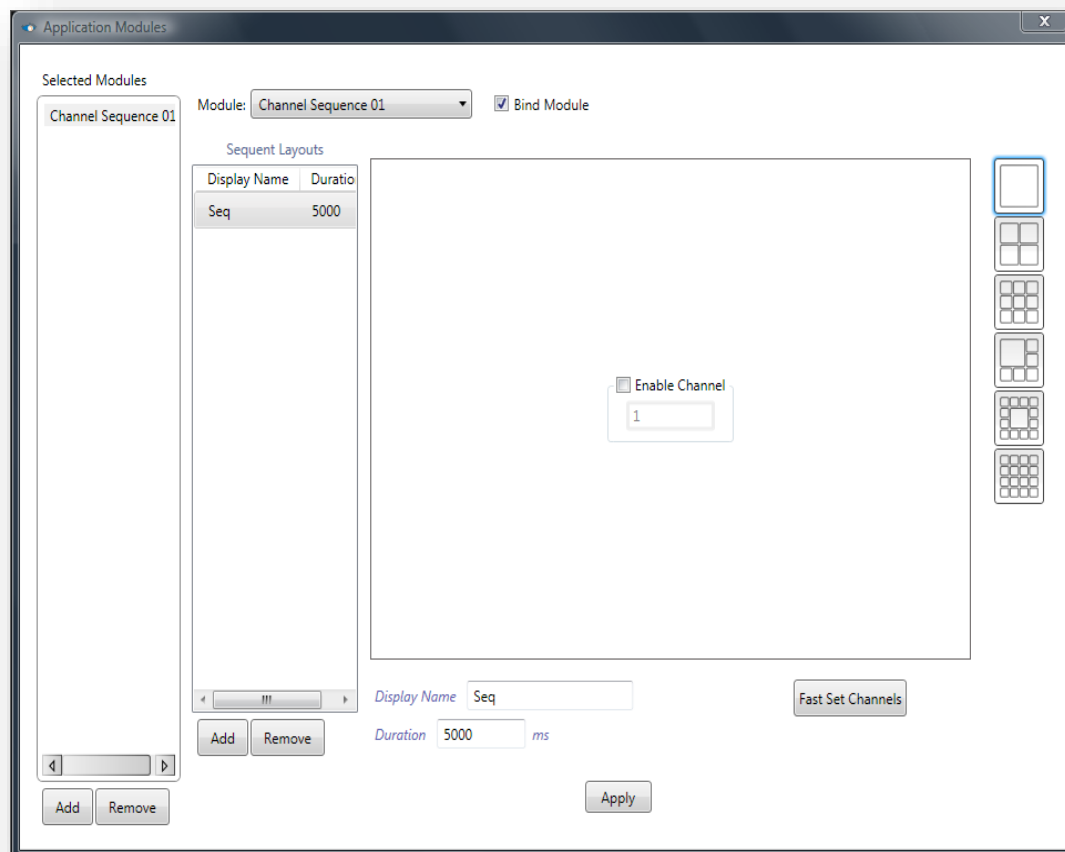 Application Modules
X
Selected Modules
Channel Sequence 01
Module: Channel Sequence 01
Bind Module
Sequent Layouts
Display Name Duratio
Seq 5000
Enable Channel
1
Display Name Seq
Fast Set Channels
Duration 5000 ms
Add Remove
Apply
Add Remove